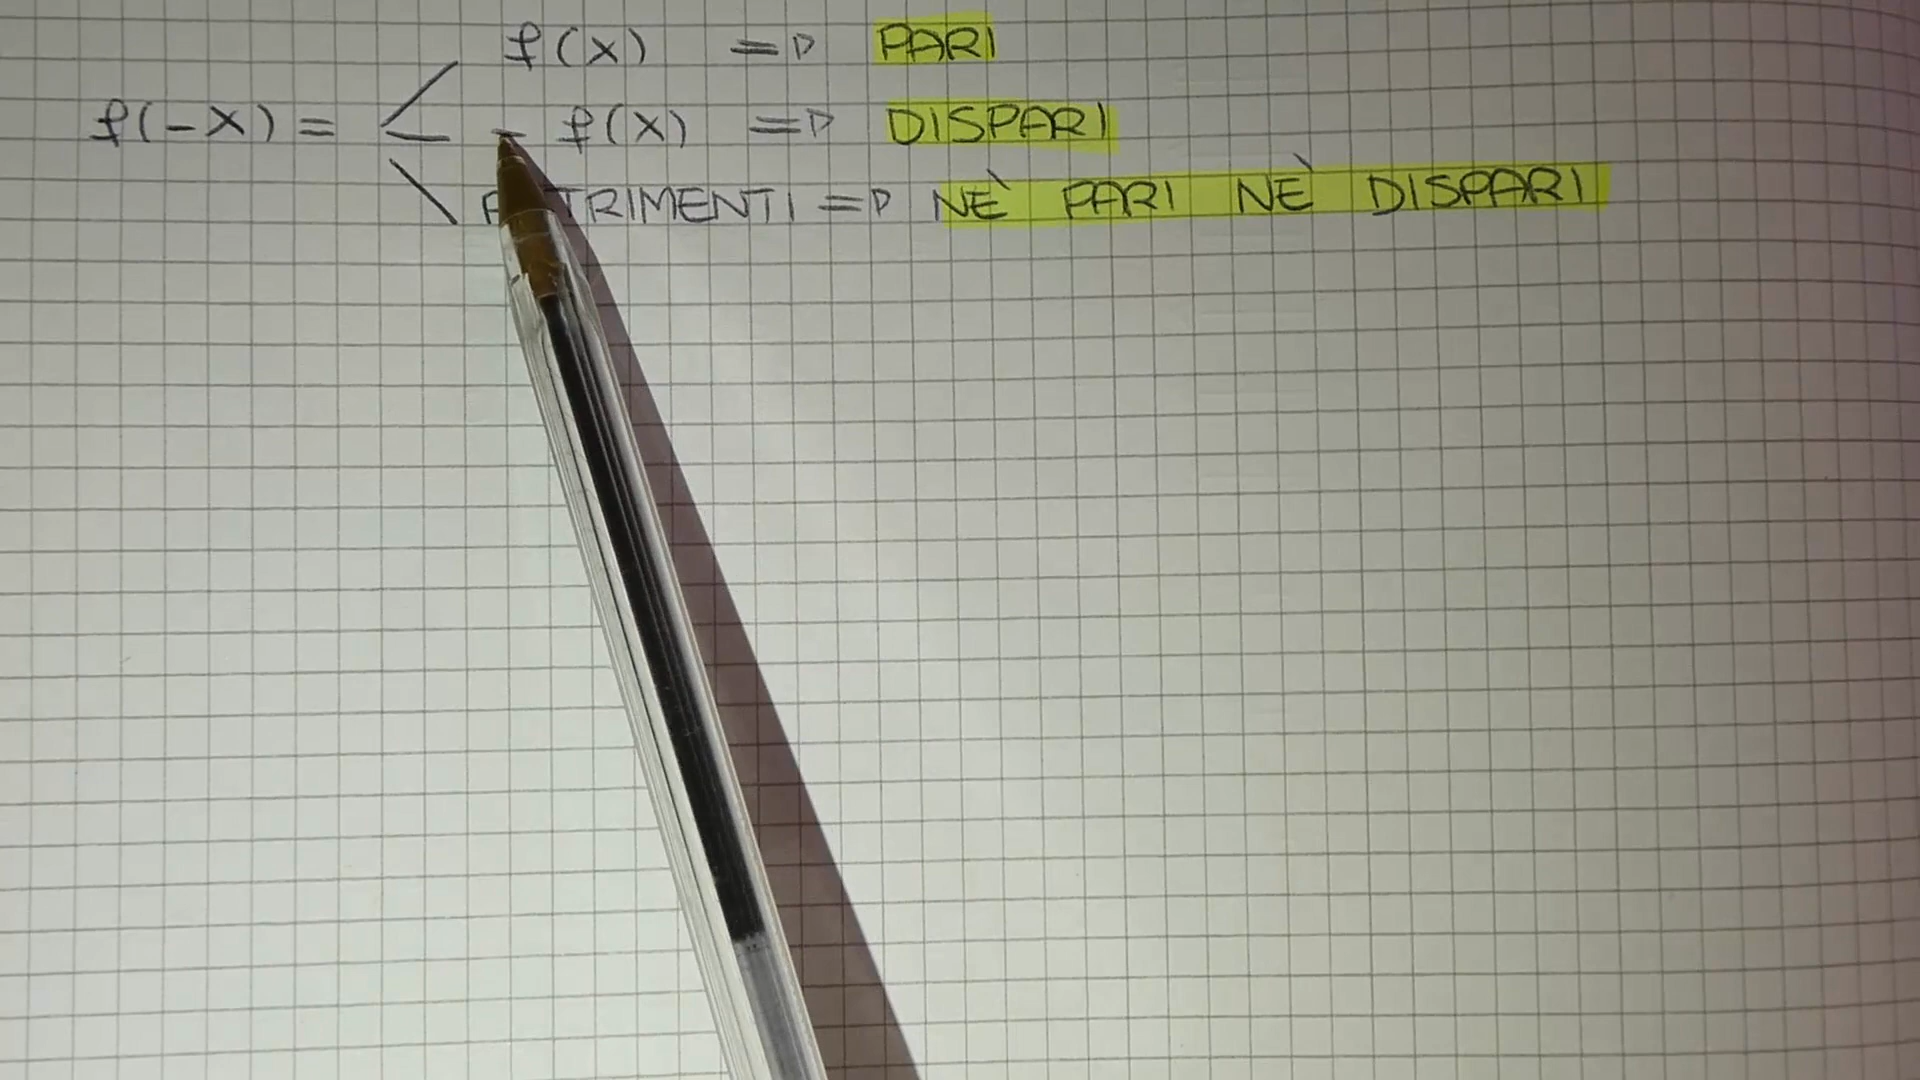 f(x) => PARI
f(-x) = - f(x) => DISPARI
TRIMENTI => NÈ PARI NÈ DISPARI